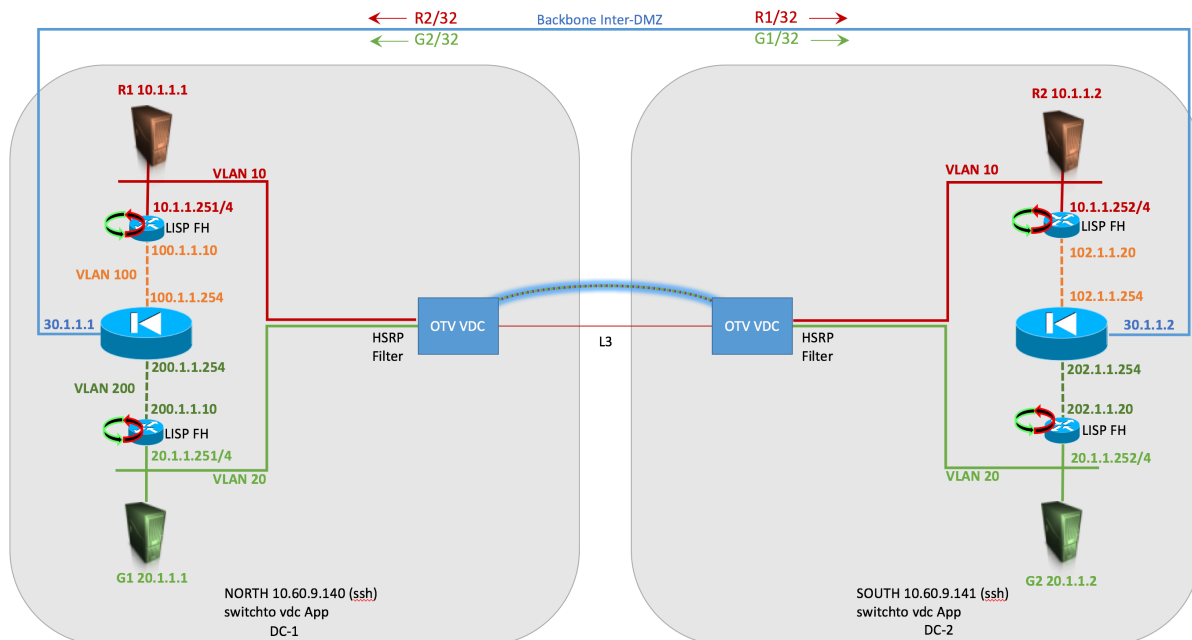 R2/32
Backbone Inter-DMZ
R1/32
G2/32
G1/32
R1 10.1.1.1
R2 10.1.1.2
VLAN 10
VLAN 10
10.1.1.251/4
10.1.1.252/4
LISP FH
LISP FH
100.1.1.10
102.1.1.20
VLAN 100
100.1.1.254
102.1.1.254
30.1.1.1
30.1.1.2
OTV VDC
OTV VDC
HSRP
Filter
L3
HSRP
Filter
200.1.1.254
202.1.1.254
VLAN 200
200.1.1.10
202.1.1.20
LISP FH
LISP FH
20.1.1.251/4
20.1.1.252/4
VLAN 20
VLAN 20
G1 20.1.1.1
G2 20.1.1.2
NORTH 10.60.9.140 (ssh)
switchto vdc App
DC-1
SOUTH 10.60.9.141 (ssh)
switchto vdc App
DC-2